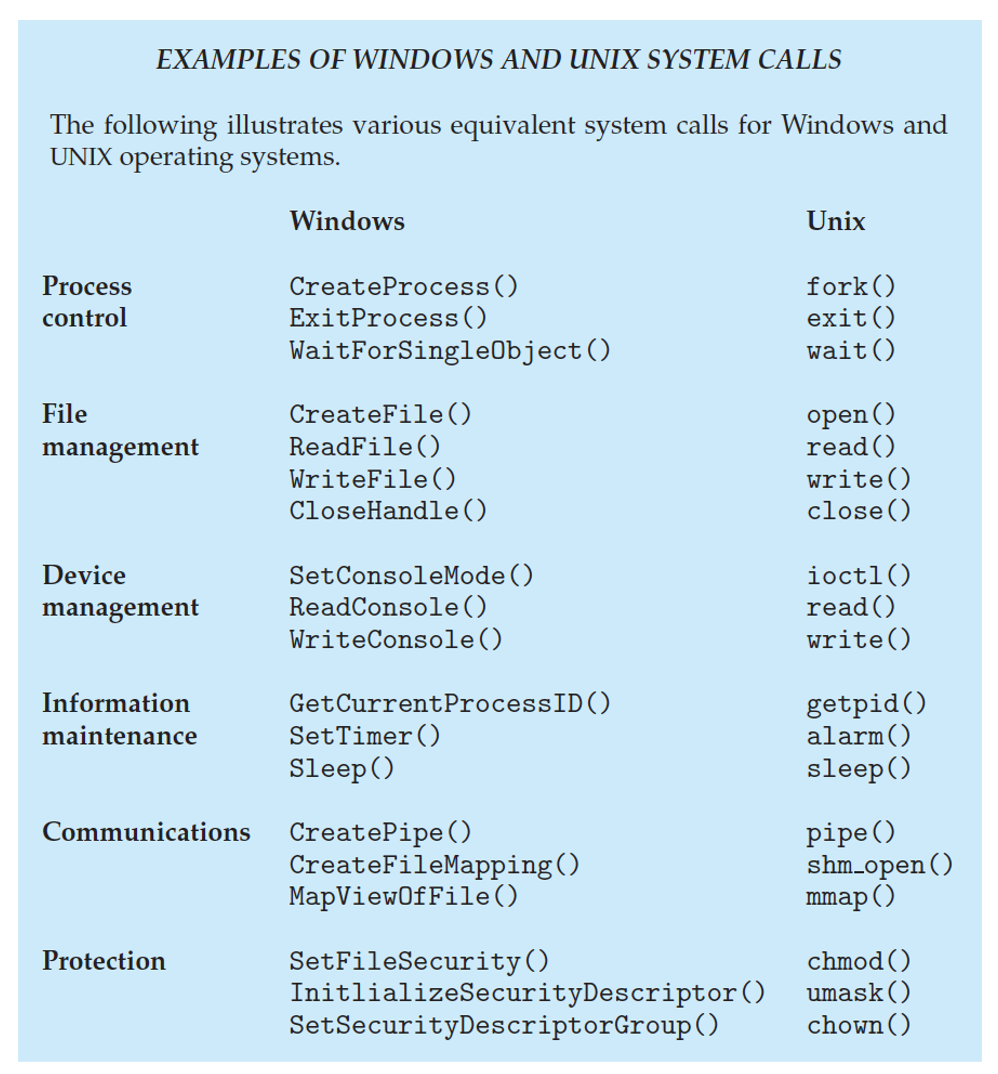 EXAMPLES OF WINDOWS AND UNIX SYSTEM CALLS
The following illustrates various equivalent system calls for Windows and
UNIX operating systems.
Windows Unix
Process CreateProcess() fork()
control ExitProcess() exit()
WaitForSingleObject() wait()
File CreateFile() open()
management ReadFile() read()
WriteFile() write()
CloseHandle() close()
Device SetConsoleMode() ioctl()
management ReadConsole() read()
WriteConsole() write()
Information GetCurrentProcessID() getpid()
maintenance SetTimer() alarm()
Sleep() sleep()
Communications CreatePipe() pipe()
CreateFileMapping() shm_open()
MapViewOfFile() mmap()
Protection SetFileSecurity() chmod()
InitlializeSecurityDescriptor() umask()
SetSecurityDescriptorGroup() chown()